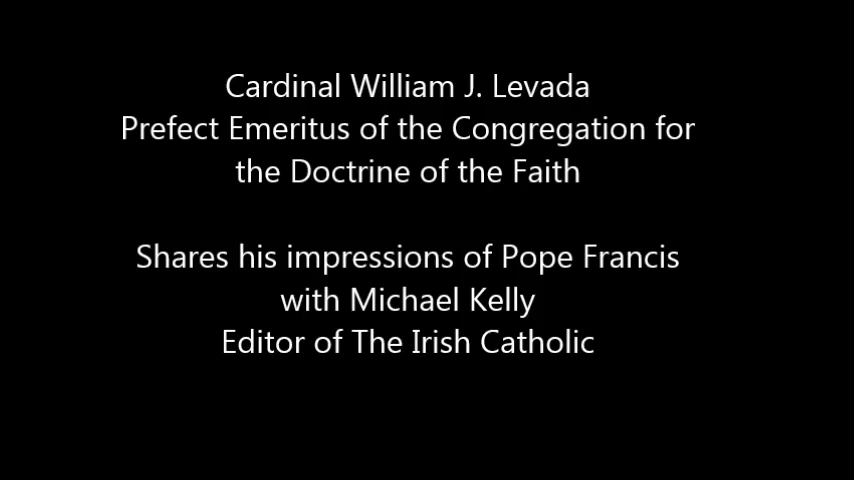 Cardinal William J. Levada
Prefect Emeritus of the Congregation for
the Doctrine of the Faith
Shares his impressions of Pope Francis
with Michael Kelly
Editor of The Irish Catholic